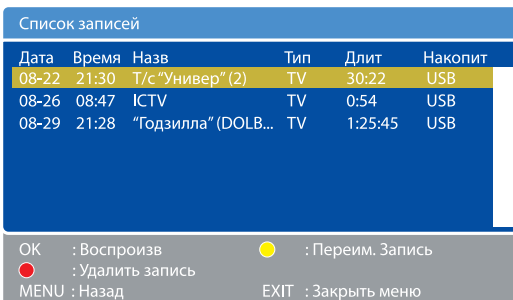 Список записей
Дата Время Назв Тип Длит Накопит
08-22 21:30 Т/с “Универ” (2) TV 30:22 USB
08-26 08:47 ICTV TV 0:54 USB
08-29 21:28 “Годзилла” (DOLB... TV 1:25:45 USB
OK : Воспроизв : Переим. Запись
: Удалить запись
MENU : Назад EXIT : Закрыть меню